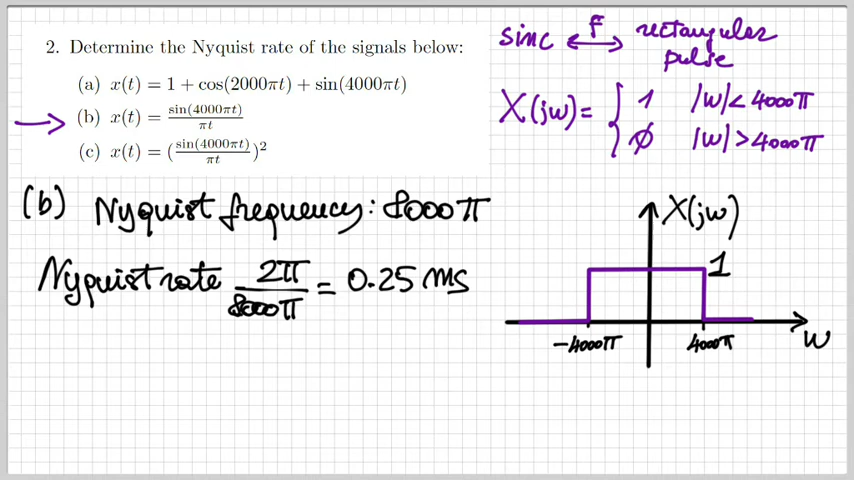 2. Determine the Nyquist rate of the signals below:
(a) x(t) = 1 + cos(2000πt) + sin(4000πt)
(b) x(t) = sin(4000πt)/πt
(c) x(t) = (sin(4000πt)/πt)²
sinc ←F→ rectangular
pulse
X(jω) = { 1 |ω| < 4000π
0 |ω| > 4000π
(b) Nyquist frequency: 8000π
Nyquist rate 2π/8000π = 0.25 ms
X(jω)
1
-4000π 4000π ω